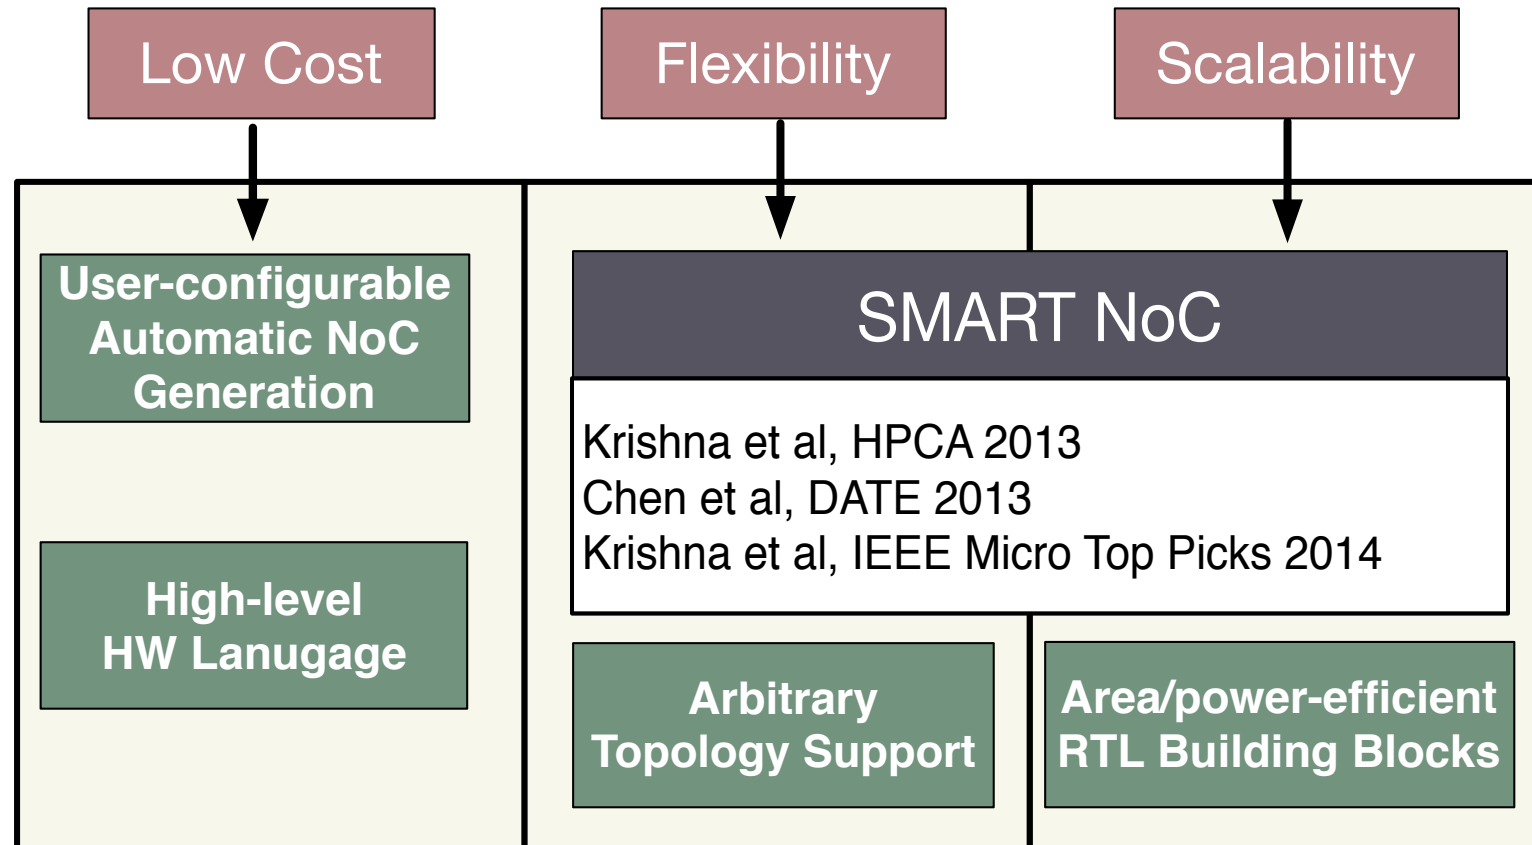 Low Cost
Flexibility
Scalability
User-configurable
Automatic NoC
Generation
High-level
HW Lanugage
SMART NoC
Krishna et al, HPCA 2013
Chen et al, DATE 2013
Krishna et al, IEEE Micro Top Picks 2014
Arbitrary
Topology Support
Area/power-efficient
RTL Building Blocks